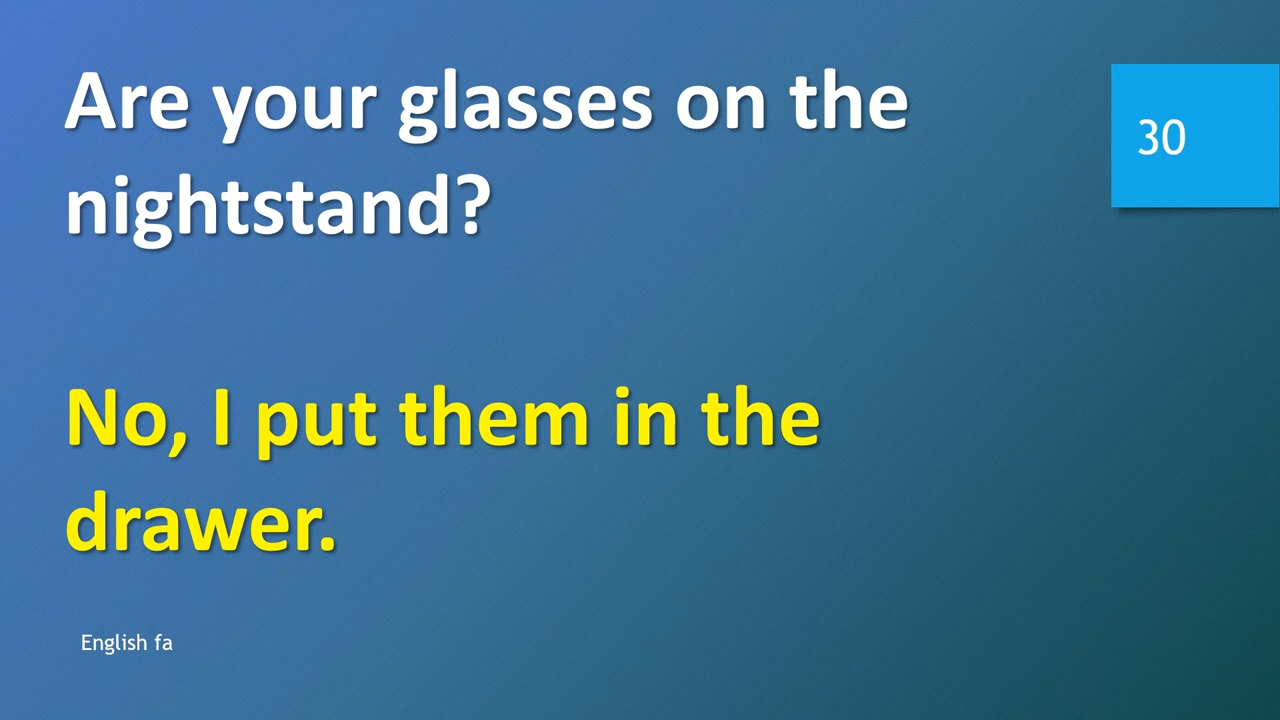 Are your glasses on the
nightstand?
30
No, I put them in the
drawer.
English fa